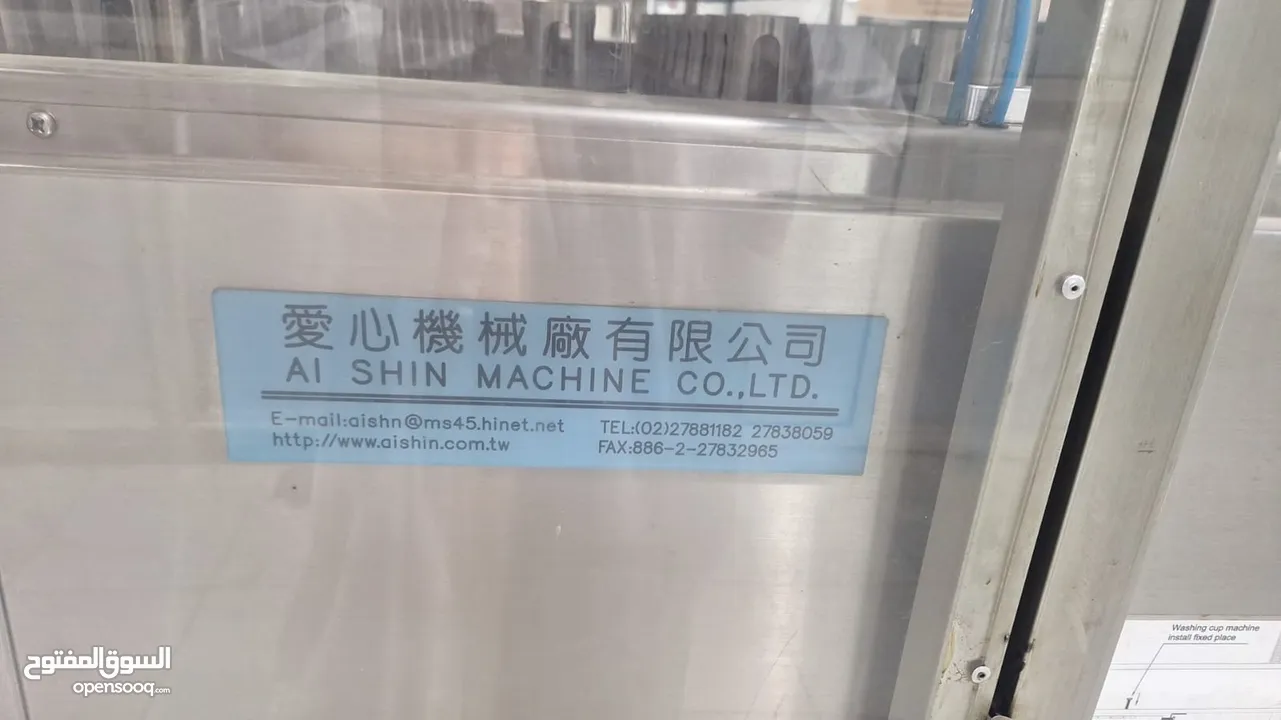 愛心機械廠有限公司
AI SHIN MACHINE CO.,LTD.
E-mail:aishn@ms45.hinet.net
TEL:(02)27881182 27838059
http://www.aishin.com.tw
FAX:886-2-27832965
Washing cup machine
install fixed place
السوق المفتوح
opensooq.com